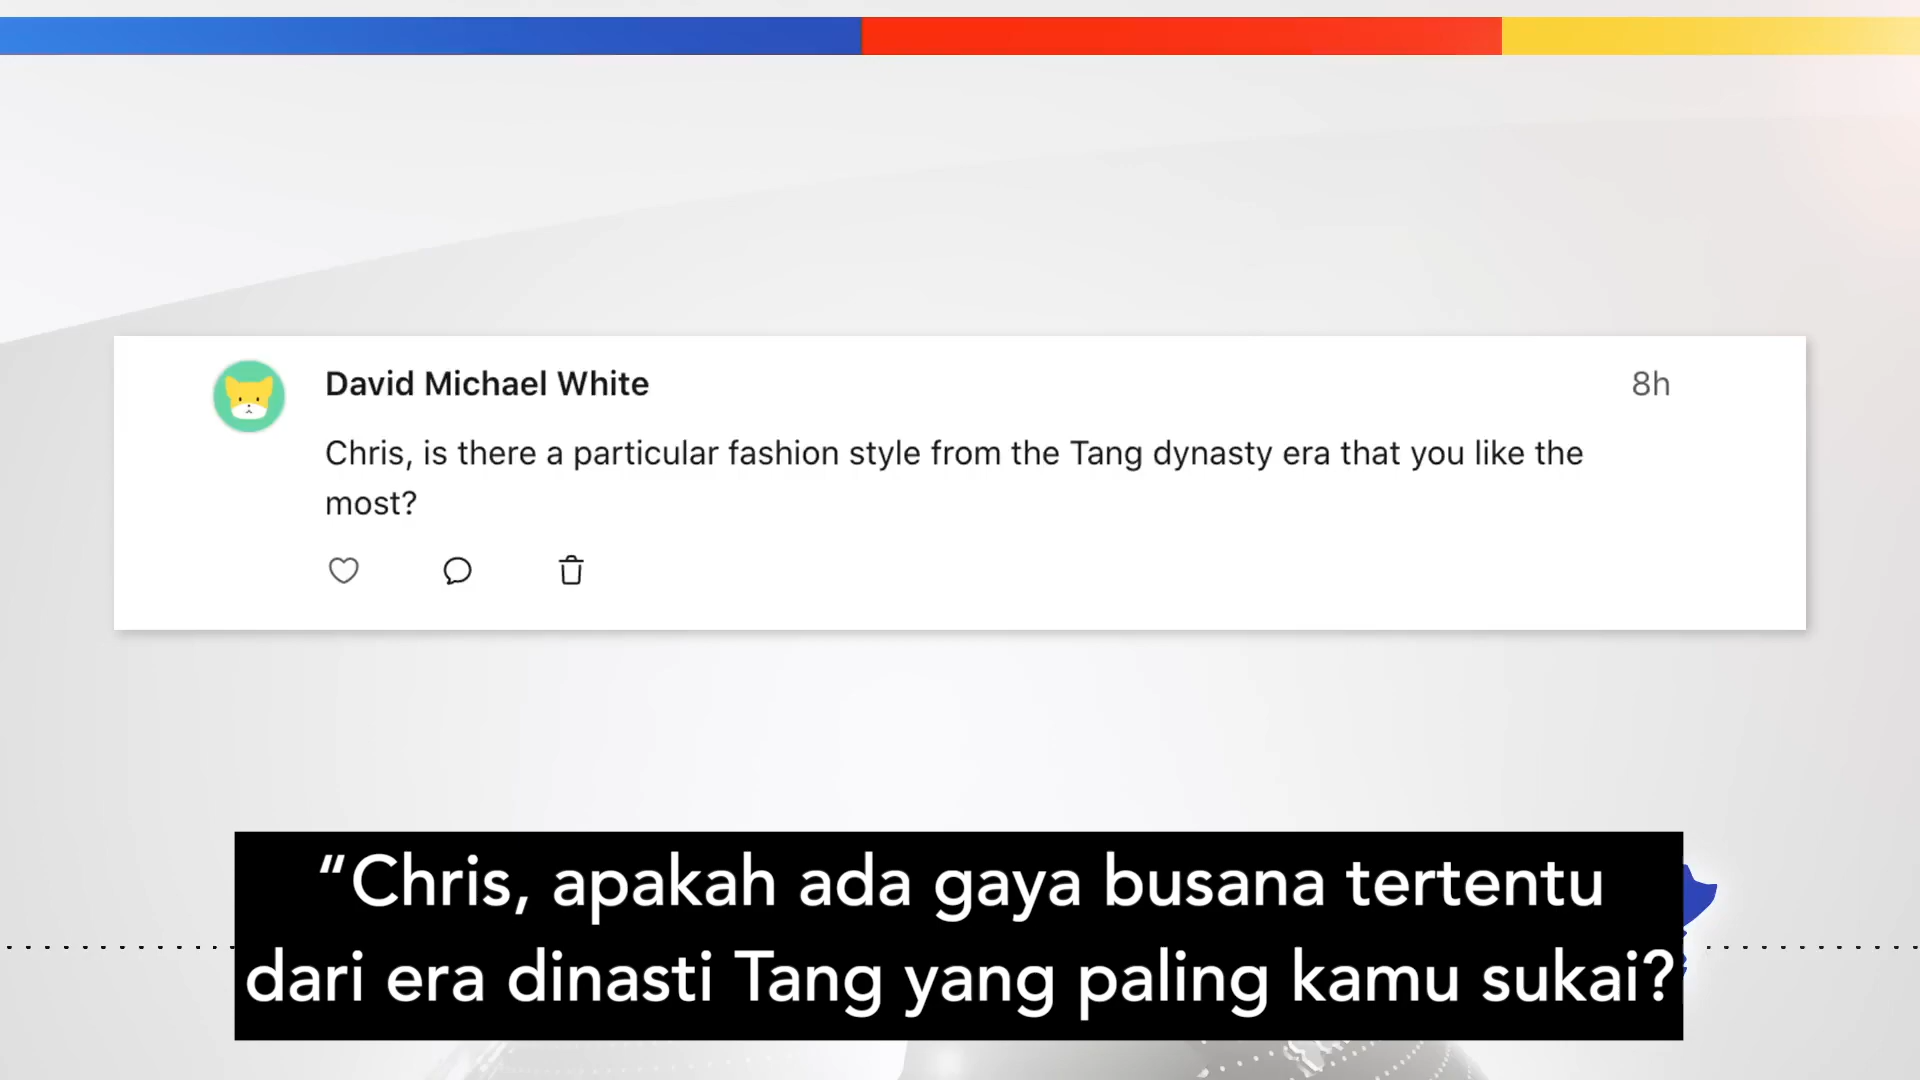 David Michael White
8h
Chris, is there a particular fashion style from the Tang dynasty era that you like the
most?
“Chris, apakah ada gaya busana tertentu
dari era dinasti Tang yang paling kamu sukai?